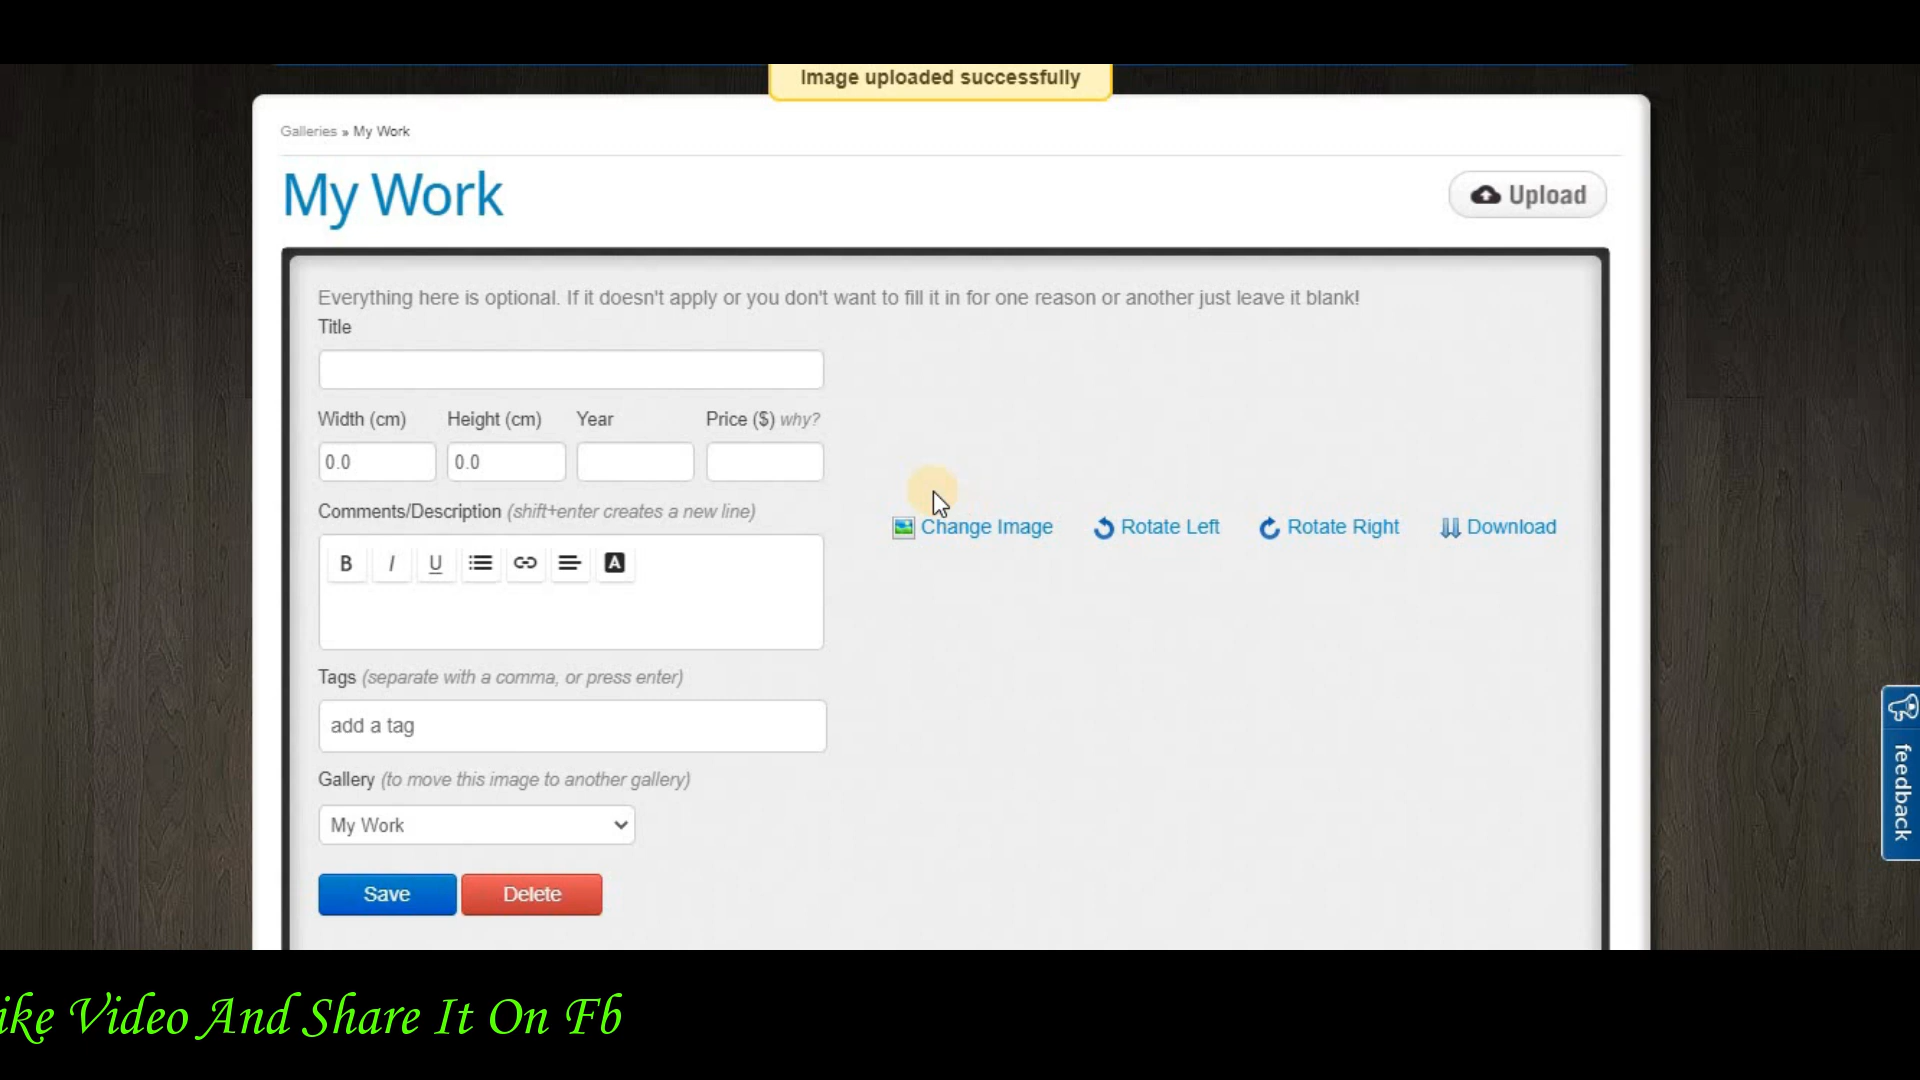 Image uploaded successfully
Galleries » My Work
My Work
Upload
Everything here is optional. If it doesn't apply or you don't want to fill it in for one reason or another just leave it blank!
Title
Width (cm) Height (cm) Year Price ($) why?
0.0 0.0
Comments/Description (shift+enter creates a new line)
Change Image Rotate Left Rotate Right Download
B I U A
Tags (separate with a comma, or press enter)
add a tag
Gallery (to move this image to another gallery)
My Work
Save Delete
feedback
ike Video And Share It On Fb